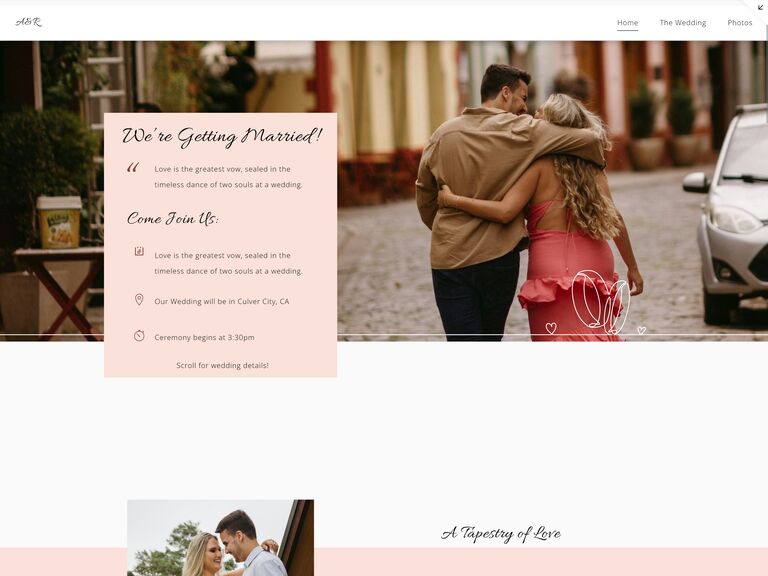 A&R
Home
The Wedding
Photos
We're Getting Married!
“
Love is the greatest vow, sealed in the
timeless dance of two souls at a wedding.
Come Join Us:
Love is the greatest vow, sealed in the
timeless dance of two souls at a wedding.
Our Wedding will be in Culver City, CA
Ceremony begins at 3:30pm
Scroll for wedding details!
A Tapestry of Love